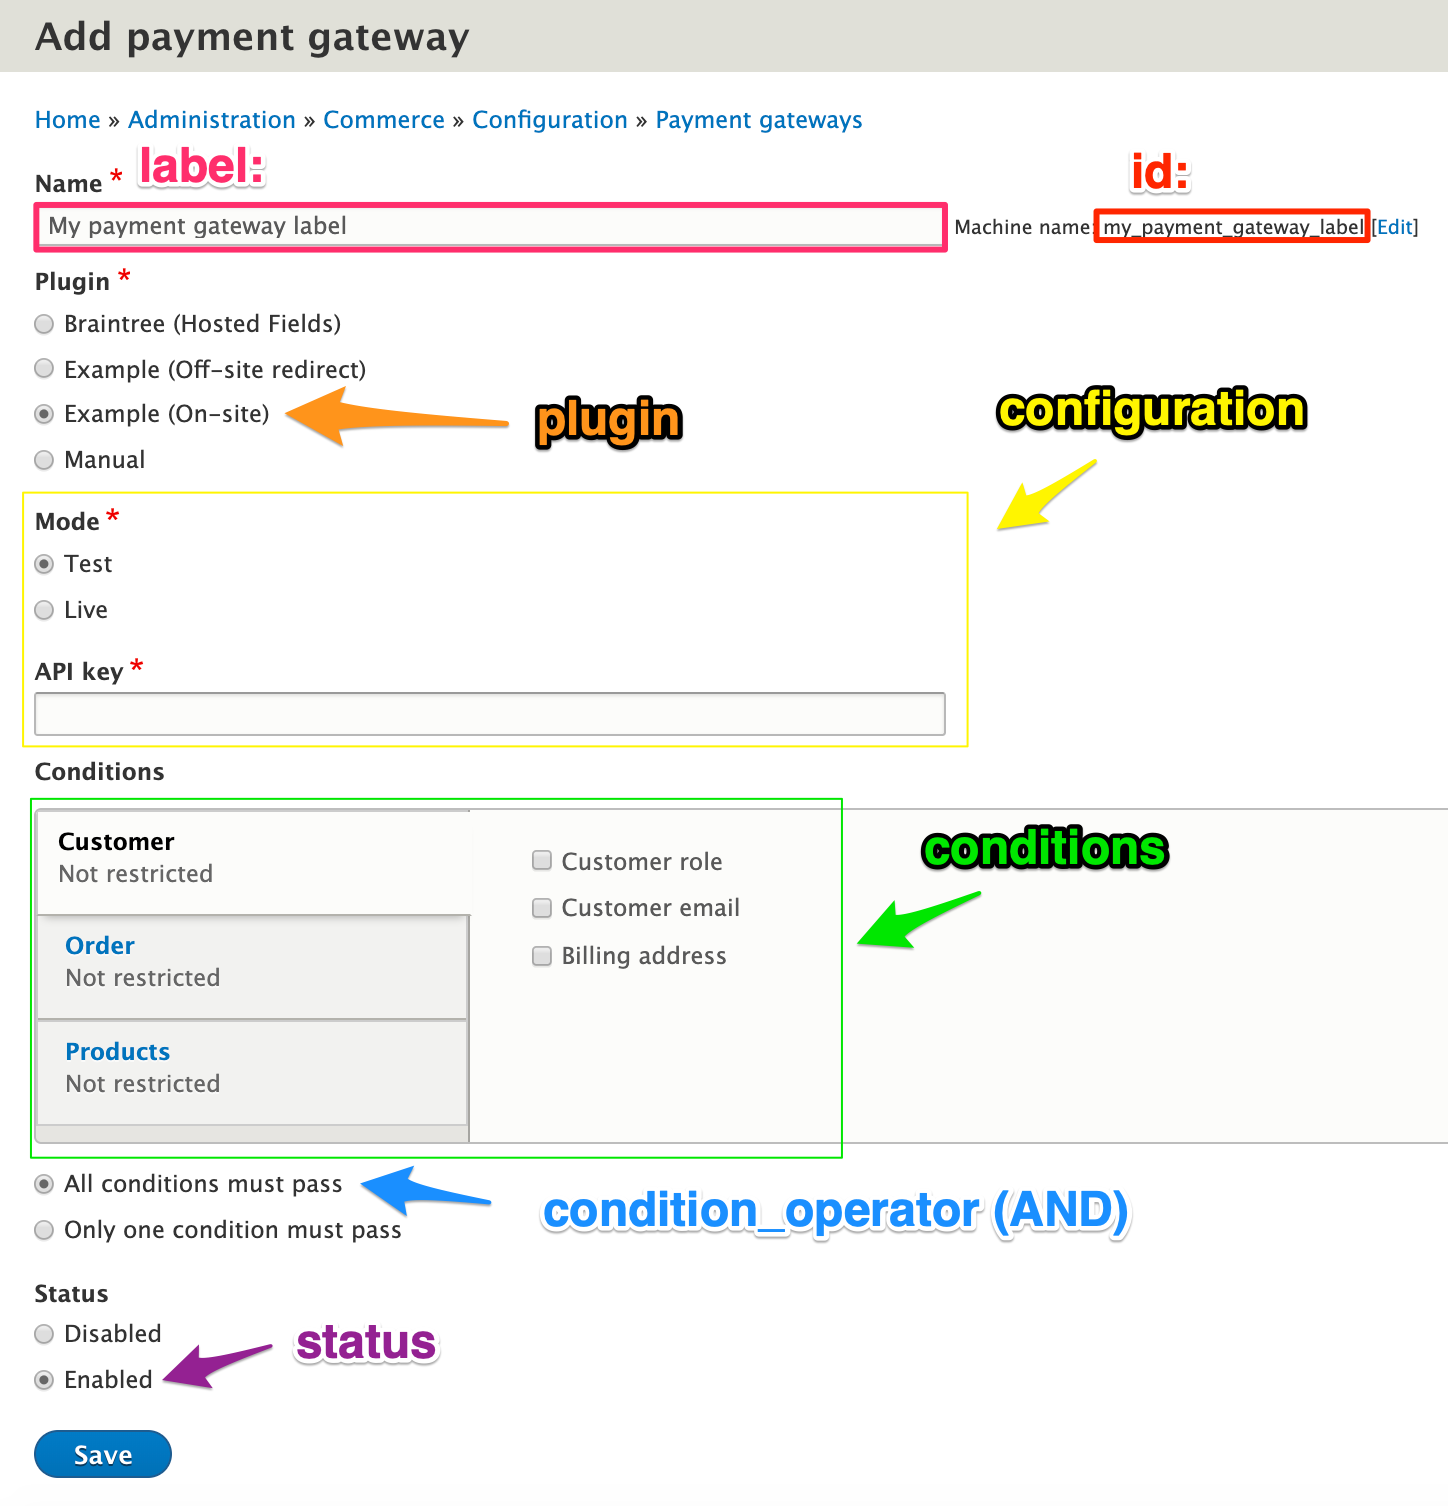 Add payment gateway
Home » Administration » Commerce » Configuration » Payment gateways
Name * label: id:
My payment gateway label Machine name: my_payment_gateway_label [Edit]
Plugin *
Braintree (Hosted Fields)
Example (Off-site redirect)
Example (On-site) plugin configuration
Manual
Mode *
Test
Live
API key *
Conditions
Customer
Not restricted
Order
Not restricted
Products
Not restricted
Customer role
Customer email
Billing address
conditions
All conditions must pass
Only one condition must pass
condition_operator (AND)
Status
Disabled
Enabled
status
Save